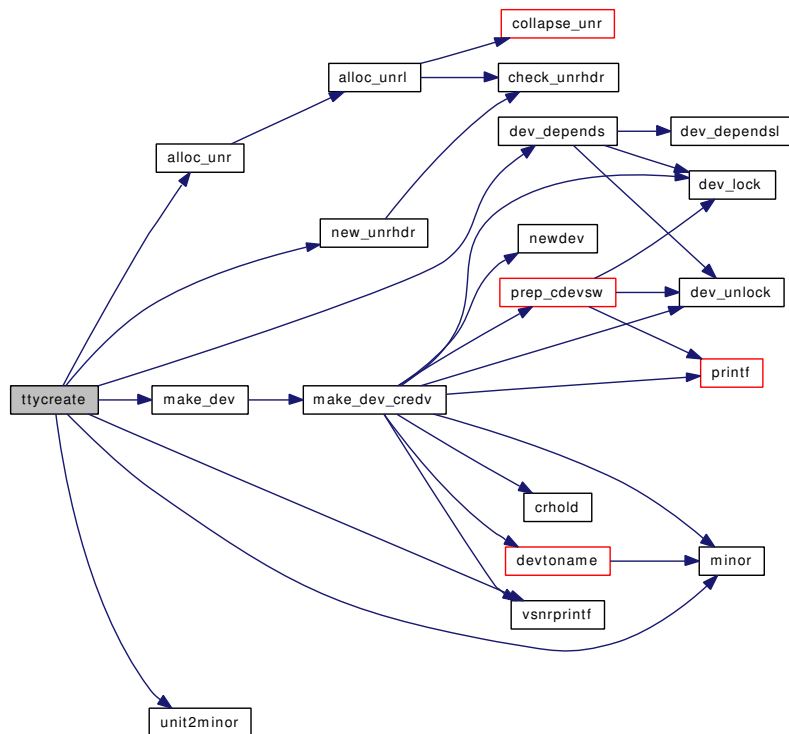 collapse_unr
alloc_unrl
check_unrhdr
dev_depends
dev_dependsl
alloc_unr
dev_lock
new_unrhdr
newdev
prep_cdevsw
dev_unlock
printf
ttycreate
make_dev
make_dev_credv
crhold
devtoname
minor
vsnrprintf
unit2minor